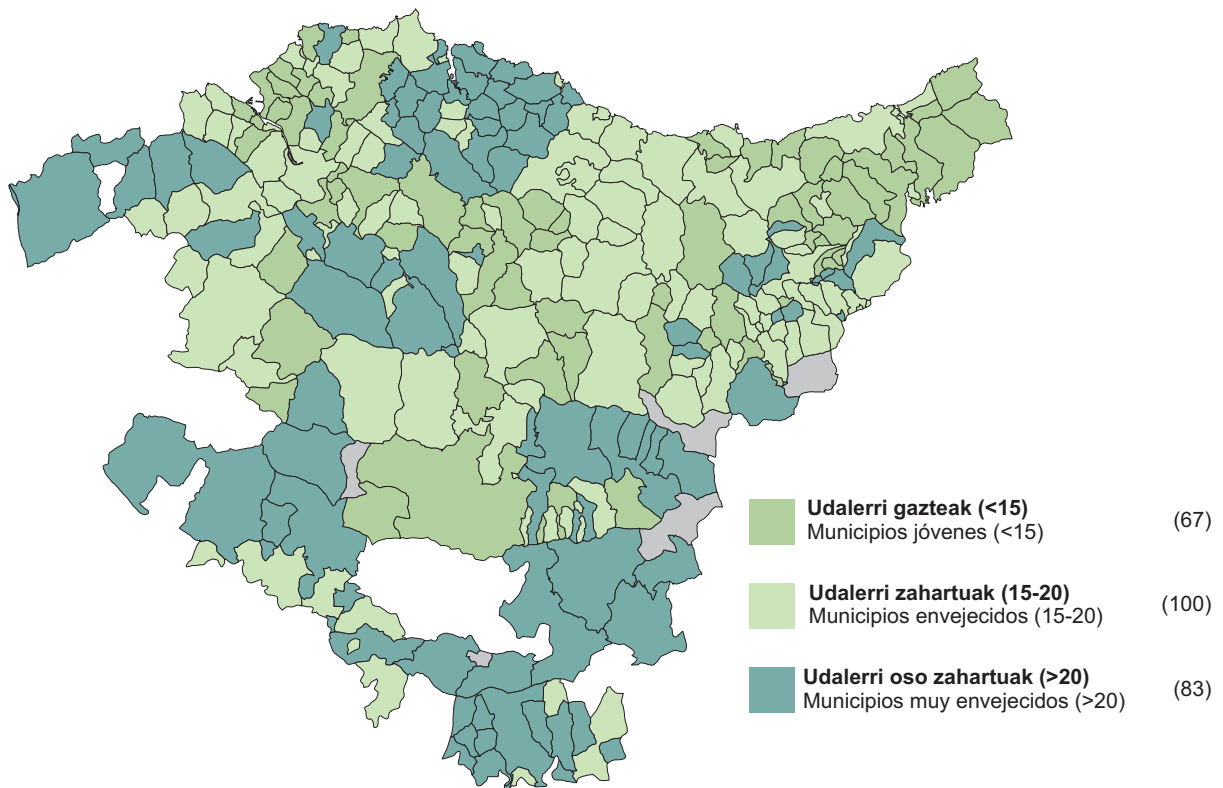 Udalerri gazteak (<15)
Municipios jóvenes (<15)
(67)
Udalerri zahartuak (15-20)
Municipios envejecidos (15-20)
(100)
Udalerri oso zahartuak (>20)
Municipios muy envejecidos (>20)
(83)